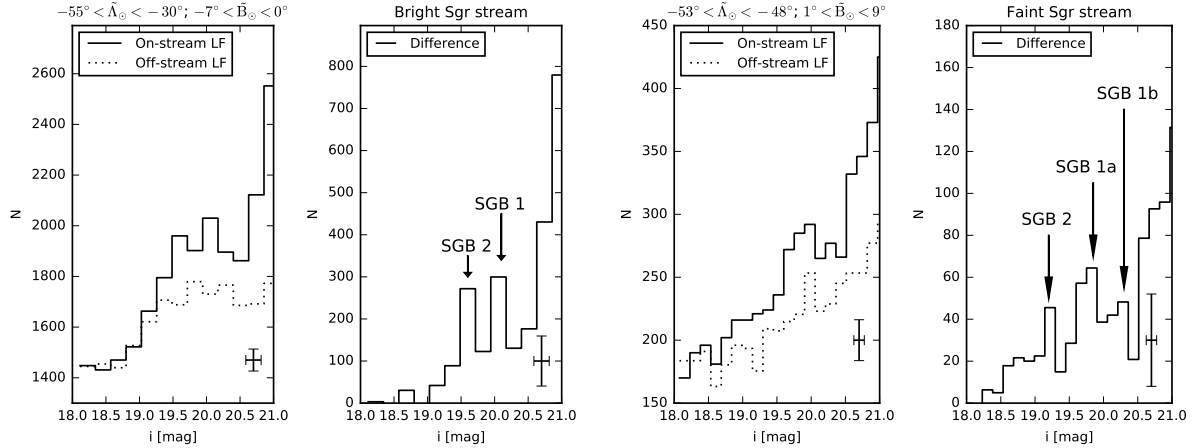 −55° < Λ̃⊙ < −30°; −7° < B̃⊙ < 0°
On-stream LF
Off-stream LF
2600
2400
2200
2000
1800
1600
1400
N
18.0 18.5 19.0 19.5 20.0 20.5 21.0
i [mag]
Bright Sgr stream
Difference
800
700
600
500
400
300
200
100
0
N
SGB 1
SGB 2
18.0 18.5 19.0 19.5 20.0 20.5 21.0
i [mag]
−53° < Λ̃⊙ < −48°; 1° < B̃⊙ < 9°
On-stream LF
Off-stream LF
450
400
350
300
250
200
150
N
18.0 18.5 19.0 19.5 20.0 20.5 21.0
i [mag]
Faint Sgr stream
Difference
180
160
140
120
100
80
60
40
20
0
N
SGB 1b
SGB 1a
SGB 2
18.0 18.5 19.0 19.5 20.0 20.5 21.0
i [mag]